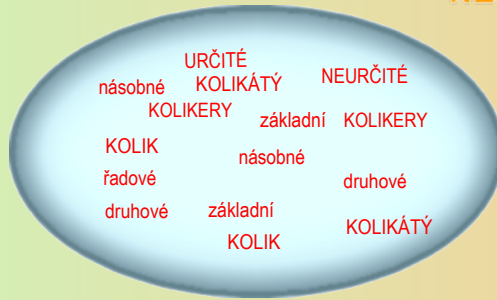 URČITÉ
násobné KOLIKÁTÝ NEURČITÉ
KOLIKERY základní KOLIKERY
KOLIK násobné
řadové druhové
druhové základní
KOLIK KOLIKÁTÝ